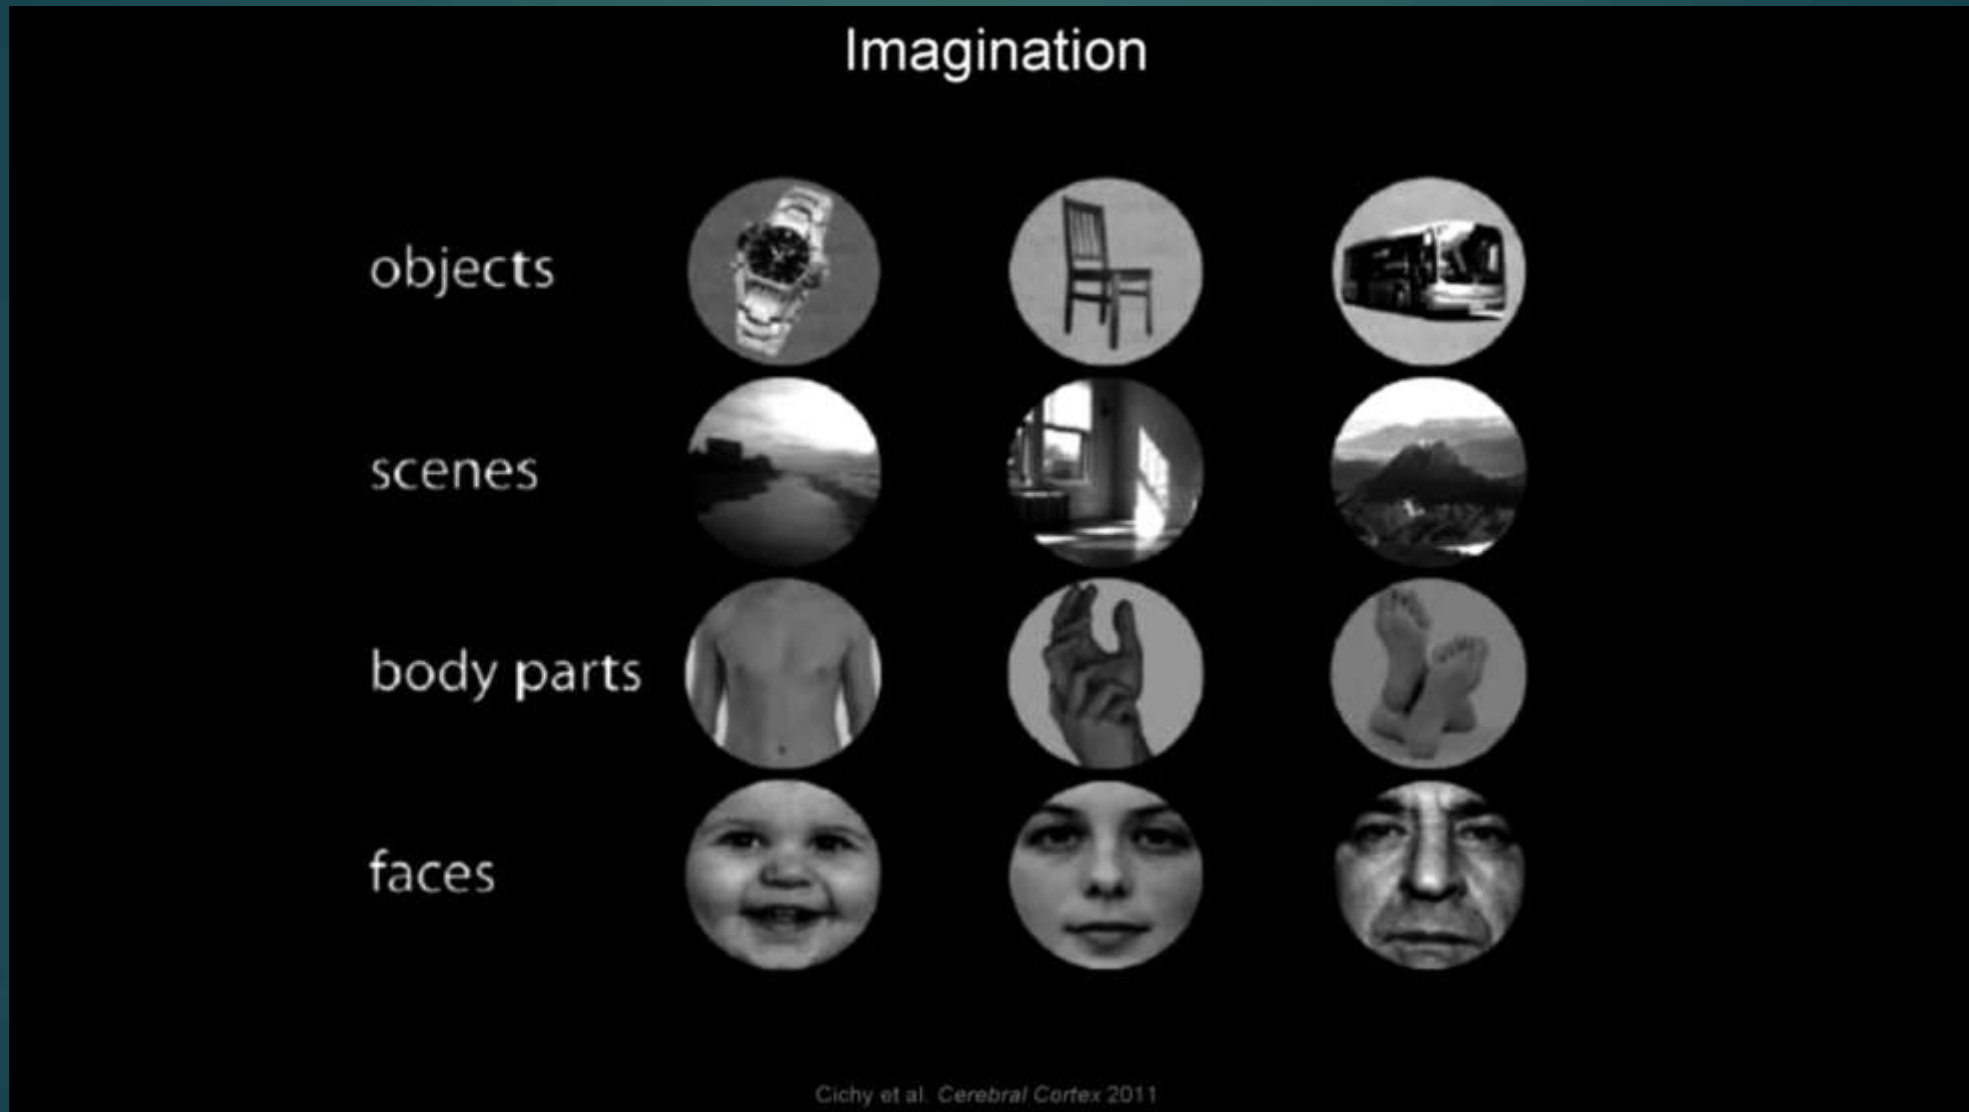 Imagination
objects
scenes
body parts
faces
Cichy et al. Cerebral Cortex 2011